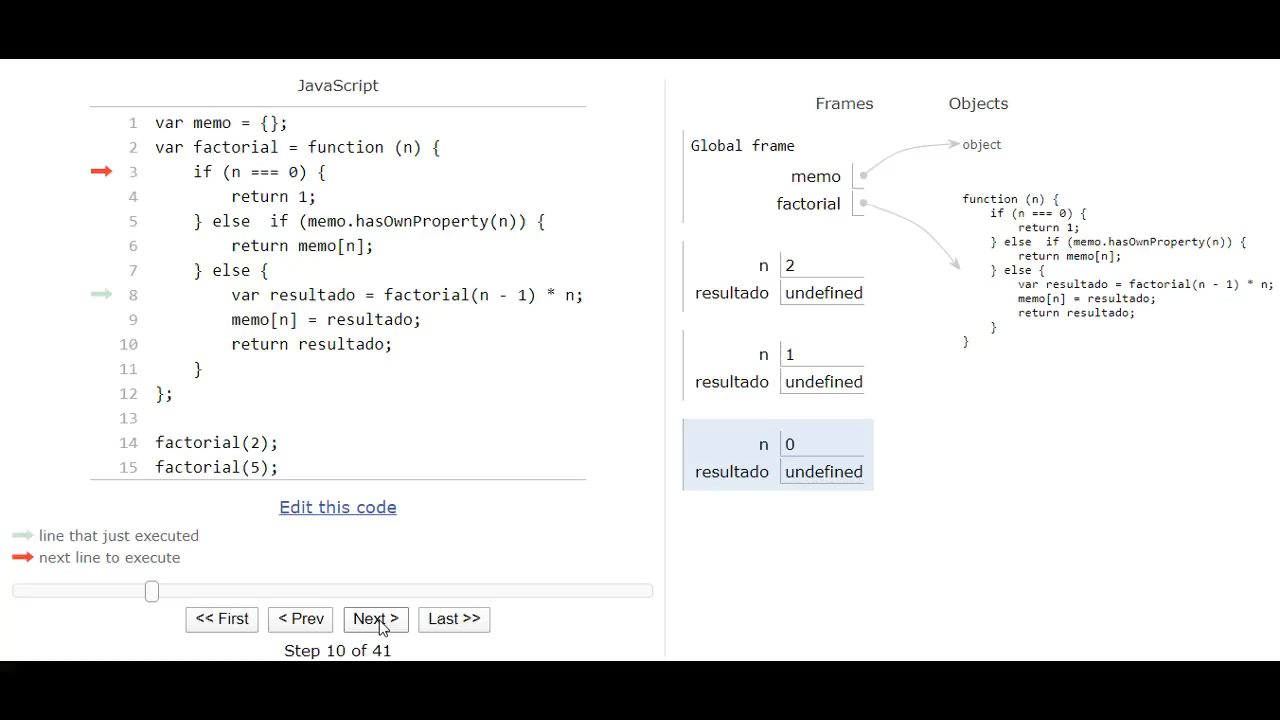 JavaScript
1 var memo = {};
2 var factorial = function (n) {
3 if (n === 0) {
4 return 1;
5 } else  if (memo.hasOwnProperty(n)) {
6 return memo[n];
7 } else {
8 var resultado = factorial(n - 1) * n;
9 memo[n] = resultado;
10 return resultado;
11 }
12 };
13
14 factorial(2);
15 factorial(5);
Edit this code
line that just executed
next line to execute
<< First < Prev Next > Last >>
Step 10 of 41
Frames Objects
Global frame
memo
factorial
n 2
resultado undefined
n 1
resultado undefined
n 0
resultado undefined
object
function (n) {
if (n === 0) {
return 1;
} else  if (memo.hasOwnProperty(n)) {
return memo[n];
} else {
var resultado = factorial(n - 1) * n;
memo[n] = resultado;
return resultado;
}
}